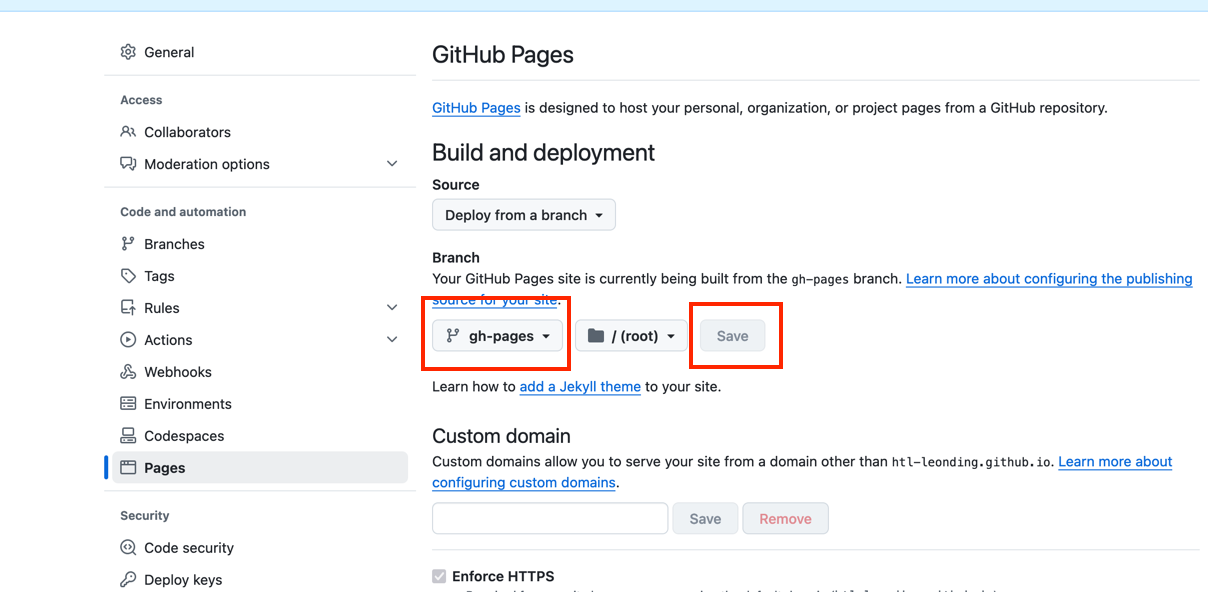 General
Access
Collaborators
Moderation options
Code and automation
Branches
Tags
Rules
Actions
Webhooks
Environments
Codespaces
Pages
Security
Code security
Deploy keys
GitHub Pages
GitHub Pages is designed to host your personal, organization, or project pages from a GitHub repository.
Build and deployment
Source
Deploy from a branch
Branch
Your GitHub Pages site is currently being built from the gh-pages branch. Learn more about configuring the publishing
source for your site.
gh-pages / (root) Save
Learn how to add a Jekyll theme to your site.
Custom domain
Custom domains allow you to serve your site from a domain other than htl-leonding.github.io. Learn more about
configuring custom domains.
Save Remove
Enforce HTTPS